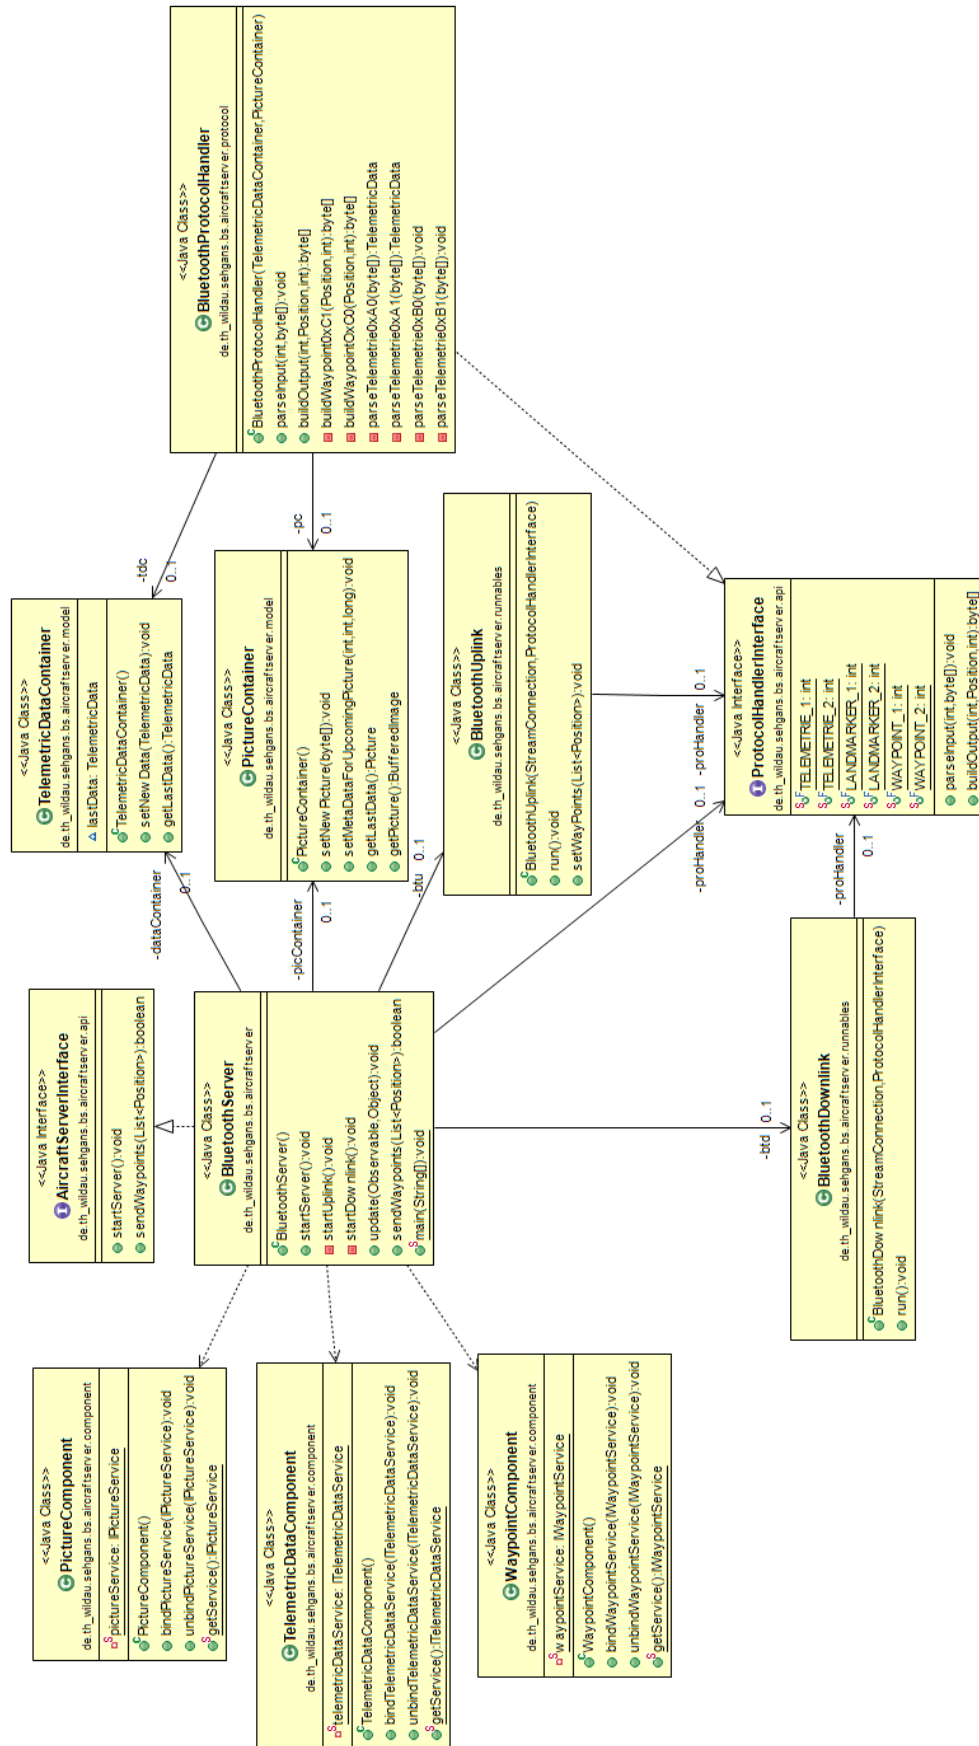 <<Java Class>>
PictureComponent
de.th_wildau.sehgans.bs.aircraftserver.component
pictureService: IPictureService
PictureComponent()
bindPictureService(IPictureService):void
unbindPictureService(IPictureService):void
getService():IPictureService
<<Java Class>>
TelemetricDataComponent
de.th_wildau.sehgans.bs.aircraftserver.component
telemetricDataService: ITelemetricDataService
TelemetricDataComponent()
bindTelemetricDataService(ITelemetricDataService):void
unbindTelemetricDataService(ITelemetricDataService):void
getService():ITelemetricDataService
<<Java Class>>
WaypointComponent
de.th_wildau.sehgans.bs.aircraftserver.component
waypointService: IWaypointService
WaypointComponent()
bindWaypointService(IWaypointService):void
unbindWaypointService(IWaypointService):void
getService():IWaypointService
<<Java Interface>>
AircraftServerInterface
de.th_wildau.sehgans.bs.aircraftserver.api
startServer():void
sendWaypoints(List<Position>):boolean
<<Java Class>>
BluetoothServer
de.th_wildau.sehgans.bs.aircraftserver
BluetoothServer()
startServer():void
startUplink():void
startDownlink():void
update(Observable,Object):void
sendWaypoints(List<Position>):boolean
main(String[]):void
-dataContainer
0..1
-picContainer
0..1
-btu 0..1
-proHandler 0..1
-btd 0..1
<<Java Class>>
BluetoothDownlink
de.th_wildau.sehgans.bs.aircraftserver.runnables
BluetoothDownlink(StreamConnection,ProtocolHandlerInterface)
run():void
-proHandler
0..1
<<Java Class>>
TelemetricDataContainer
de.th_wildau.sehgans.bs.aircraftserver.model
lastData: TelemetricData
TelemetricDataContainer()
setNewData(TelemetricData):void
getLastData():TelemetricData
<<Java Class>>
PictureContainer
de.th_wildau.sehgans.bs.aircraftserver.model
PictureContainer()
setNewPicture(byte[]):void
setMetaDataForUpcomingPicture(int,int,long):void
getLastData():Picture
getPicture():BufferedImage
<<Java Class>>
BluetoothUplink
de.th_wildau.sehgans.bs.aircraftserver.runnables
BluetoothUplink(StreamConnection,ProtocolHandlerInterface)
run():void
setWayPoints(List<Position>):void
-proHandler 0..1
<<Java Interface>>
ProtocolHandlerInterface
de.th_wildau.sehgans.bs.aircraftserver.api
TELEMETRIE_1: int
TELEMETRIE_2: int
LANDMARKER_1: int
LANDMARKER_2: int
WAYPOINT_1: int
WAYPOINT_2: int
parseInput(int,byte[]):void
buildOutput(int,Position,int):byte[]
-tdc
0..1
-pc
0..1
<<Java Class>>
BluetoothProtocolHandler
de.th_wildau.sehgans.bs.aircraftserver.protocol
BluetoothProtocolHandler(TelemetricDataContainer,PictureContainer)
parseInput(int,byte[]):void
buildOutput(int,Position,int):byte[]
buildWaypoint0xC1(Position,int):byte[]
buildWaypointOxC0(Position,int):byte[]
parseTelemetrie0xA0(byte[]):TelemetricData
parseTelemetrie0xA1(byte[]):TelemetricData
parseTelemetrie0xB0(byte[]):void
parseTelemetrie0xB1(byte[]):void